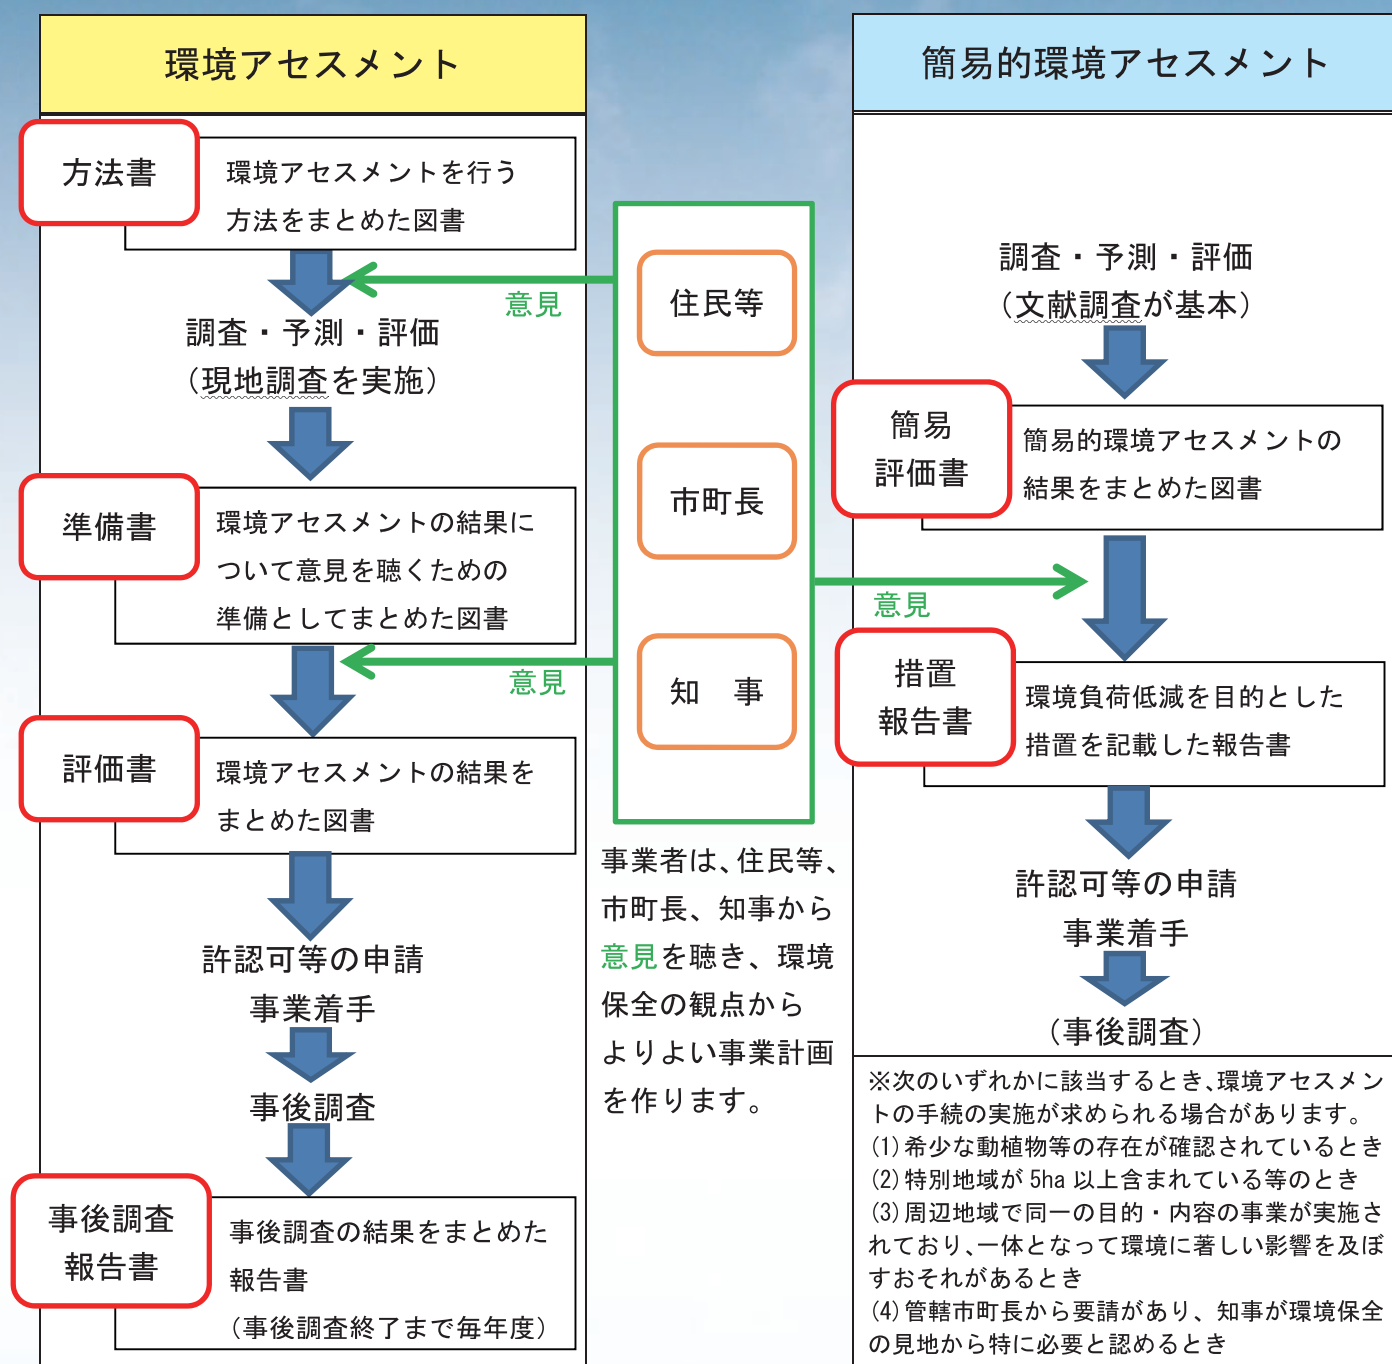 環境アセスメント
方法書
環境アセスメントを行う
方法をまとめた図書
意見
調査・予測・評価
（現地調査を実施）
準備書
環境アセスメントの結果に
ついて意見を聴くための
準備としてまとめた図書
意見
評価書
環境アセスメントの結果を
まとめた図書
許認可等の申請
事業着手
事後調査
事後調査
報告書
事後調査の結果をまとめた
報告書
（事後調査終了まで毎年度）
住民等
市町長
知　事
事業者は、住民等、
市町長、知事から
意見を聴き、環境
保全の観点から
よりよい事業計画
を作ります。
簡易的環境アセスメント
調査・予測・評価
（文献調査が基本）
簡易
評価書
簡易的環境アセスメントの
結果をまとめた図書
意見
措置
報告書
環境負荷低減を目的とした
措置を記載した報告書
許認可等の申請
事業着手
（事後調査）
※次のいずれかに該当するとき、環境アセスメン
トの手続の実施が求められる場合があります。
(1)希少な動植物等の存在が確認されているとき
(2)特別地域が 5ha 以上含まれている等のとき
(3)周辺地域で同一の目的・内容の事業が実施さ
れており、一体となって環境に著しい影響を及ぼ
すおそれがあるとき
(4)管轄市町長から要請があり、知事が環境保全
の見地から特に必要と認めるとき